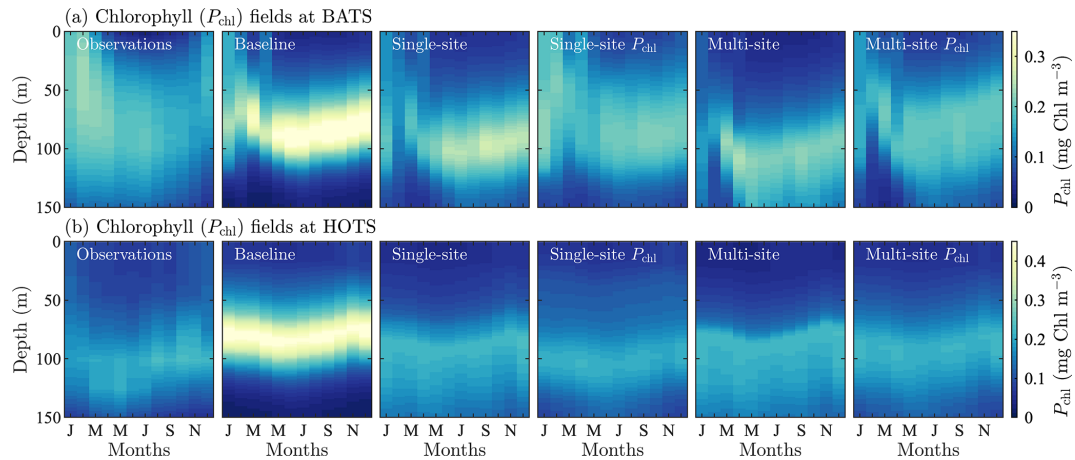 (a) Chlorophyll (P_chl) fields at BATS
Observations Baseline Single-site Single-site P_chl Multi-site Multi-site P_chl
0
50
100
150
Depth (m)
0.3
0.2
0.1
0
P_chl (mg Chl m⁻³)
(b) Chlorophyll (P_chl) fields at HOTS
Observations Baseline Single-site Single-site P_chl Multi-site Multi-site P_chl
0
50
100
150
Depth (m)
0.4
0.3
0.2
0.1
0
P_chl (mg Chl m⁻³)
J M M J S N J M M J S N J M M J S N J M M J S N J M M J S N J M M J S N
Months Months Months Months Months Months